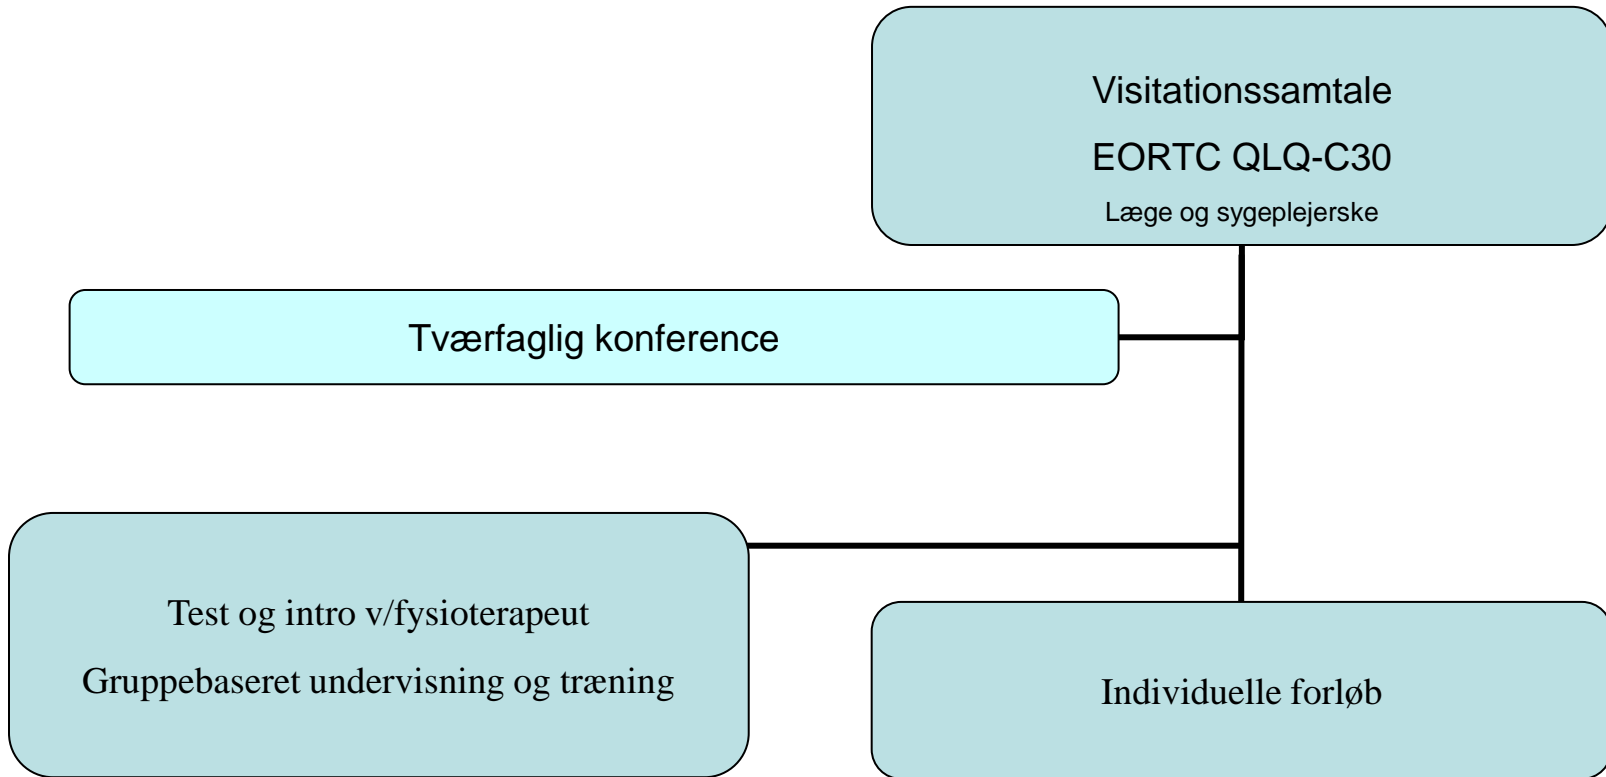 Visitationssamtale
EORTC QLQ-C30
Læge og sygeplejerske
Tværfaglig konference
Test og intro v/fysioterapeut
Gruppebaseret undervisning og træning
Individuelle forløb